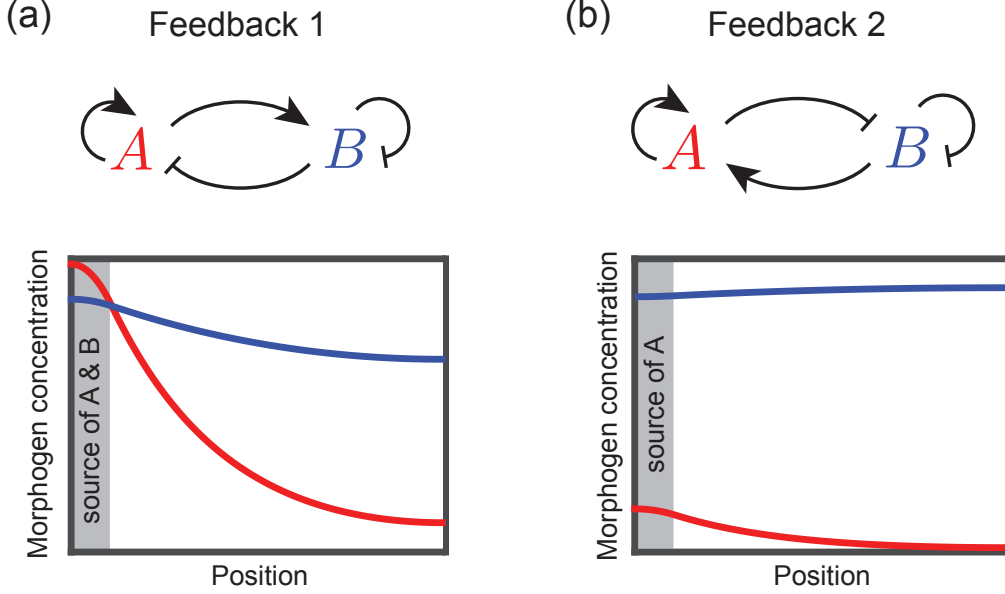 (a) Feedback 1
A B
Morphogen concentration
source of A & B
Position
(b) Feedback 2
A B
Morphogen concentration
source of A
Position